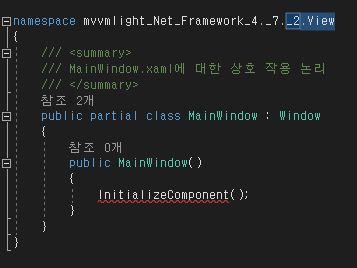 namespace mvvmlight_Net_Framework_4._7._2.View
{
/// <summary>
/// MainWindow.xaml에 대한 상호 작용 논리
/// </summary>
참조 2개
public partial class MainWindow : Window
{
참조 0개
public MainWindow()
{
InitializeComponent();
}
}
}